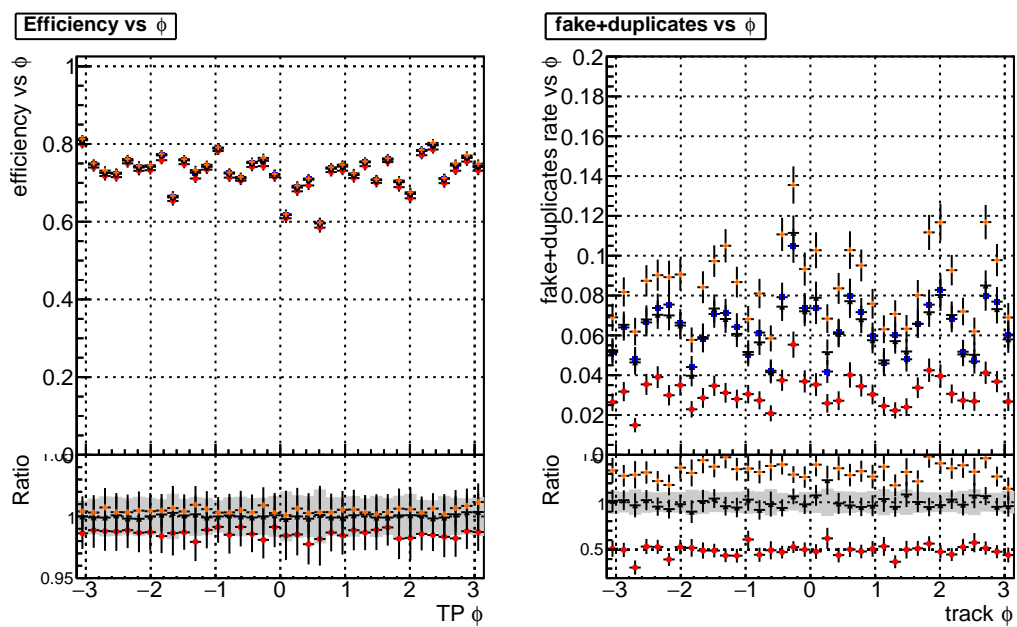 Efficiency vs ϕ
efficiency vs ϕ
1
0.8
0.6
0.4
0.2
0
Ratio
1
0.95
−3 −2 −1 0 1 2 3
TP ϕ
fake+duplicates vs ϕ
fake+duplicates rate vs ϕ
0.2
0.18
0.16
0.14
0.12
0.1
0.08
0.06
0.04
0.02
Ratio
1
0.5
−3 −2 −1 0 1 2 3
track ϕ